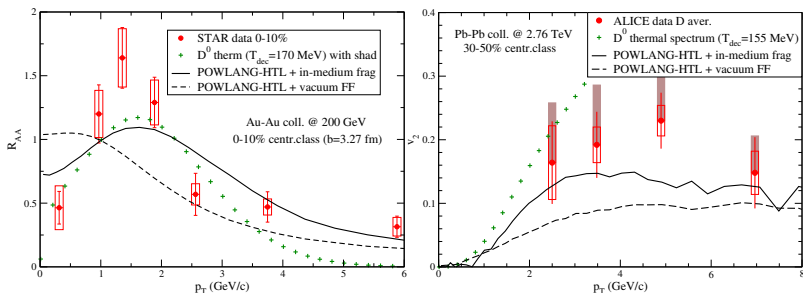 2
1.5
1
0.5
0
R_AA
0
1
2
3
4
5
6
p_T (GeV/c)
STAR data 0-10%
D^0 therm (T_dec=170 MeV) with shad
POWLANG-HTL + in-medium frag
POWLANG-HTL + vacuum FF
Au-Au coll. @ 200 GeV
0-10% centr.class (b=3.27 fm)
0.4
0.3
0.2
0.1
0
v_2
0
2
4
6
8
p_T (GeV/c)
Pb-Pb coll. @ 2.76 TeV
30-50% centr.class
ALICE data D aver.
D^0 thermal spectrum (T_dec=155 MeV)
POWLANG-HTL + in-medium frag
POWLANG-HTL + vacuum FF